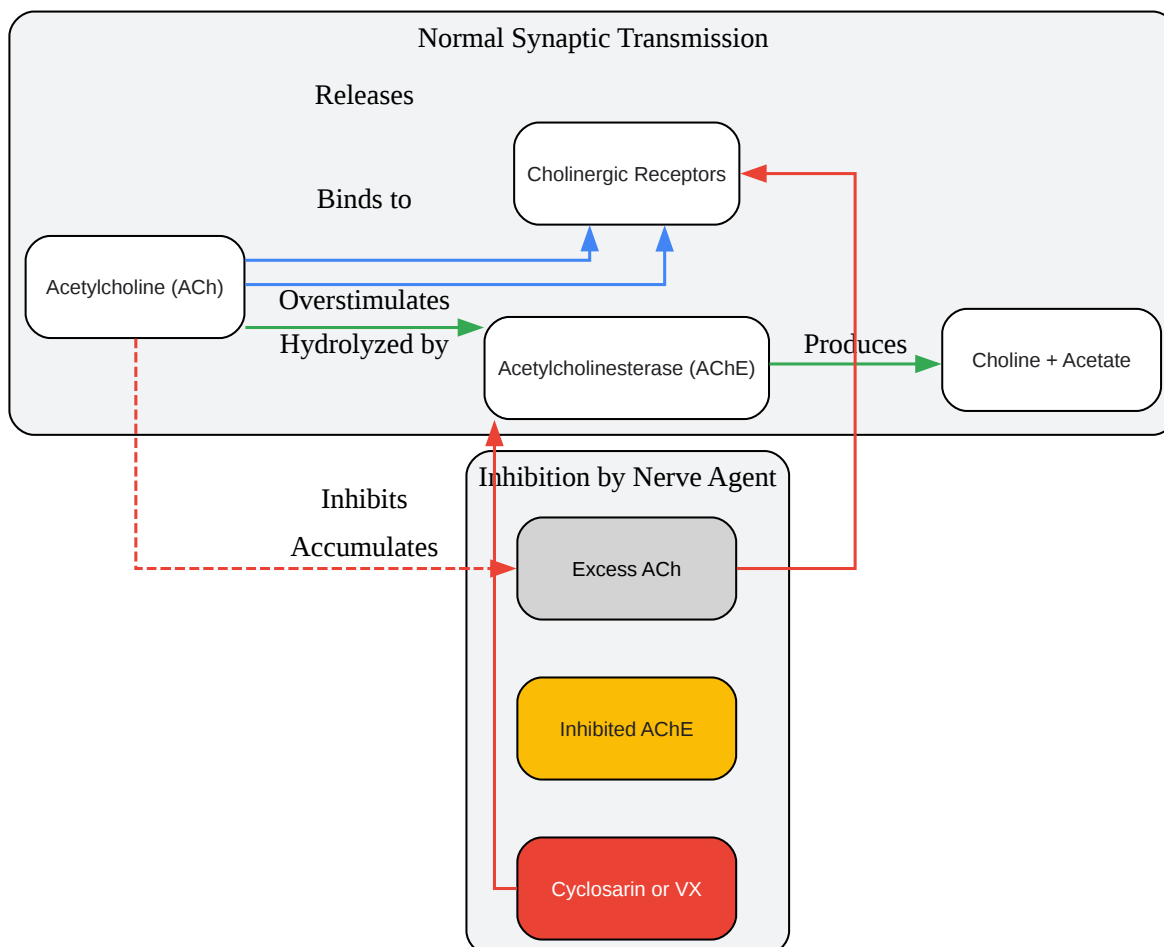 Normal Synaptic Transmission
Releases
Cholinergic Receptors
Binds to
Acetylcholine (ACh)
Overstimulates
Hydrolyzed by
Acetylcholinesterase (AChE)
Produces
Choline + Acetate
Inhibition by Nerve Agent
Inhibits
Accumulates
Excess ACh
Inhibited AChE
Cyclosarin or VX